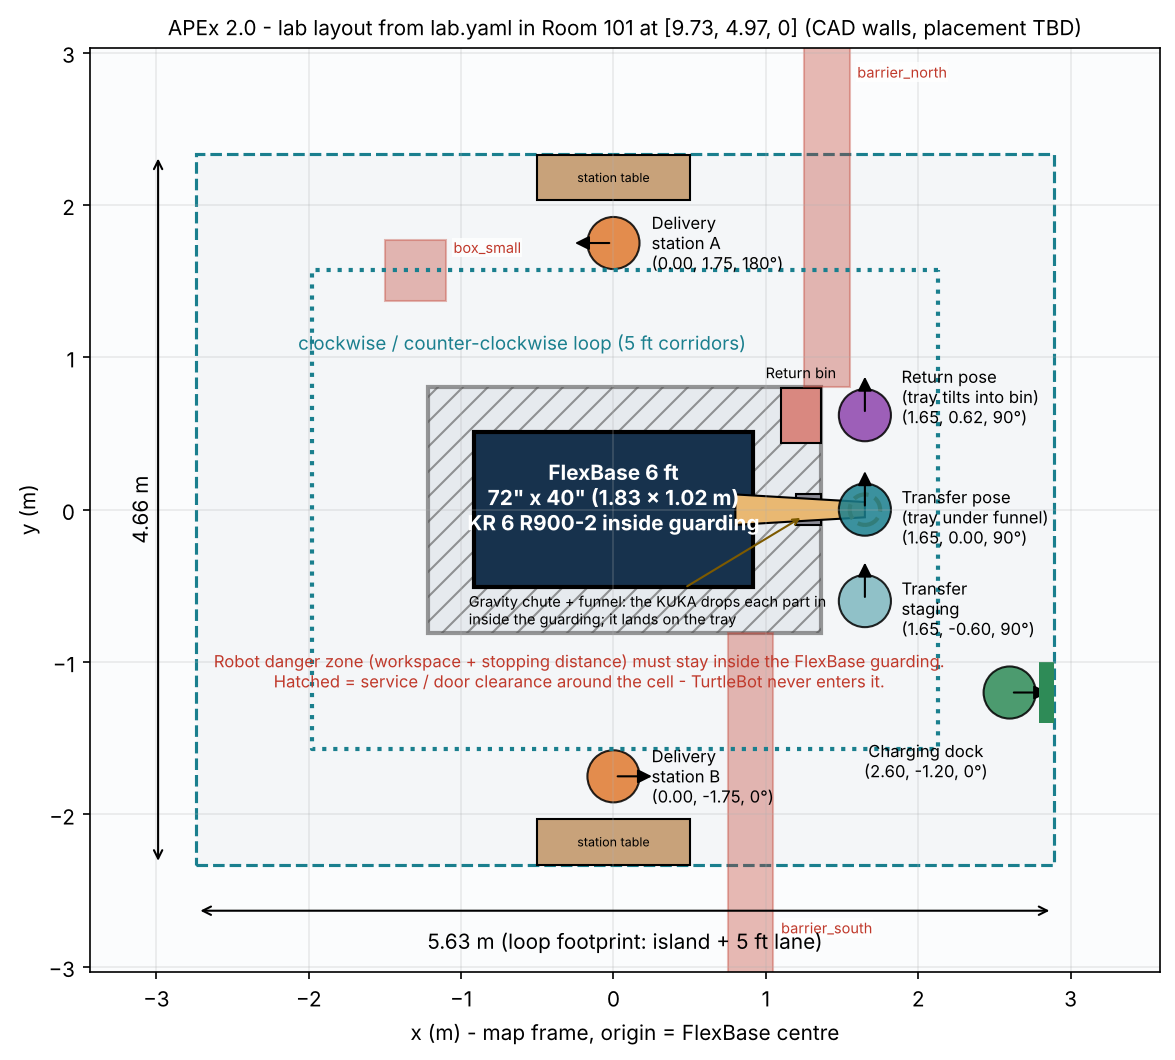 APEx 2.0 - lab layout from lab.yaml in Room 101 at [9.73, 4.97, 0] (CAD walls, placement TBD)
barrier_north
station table
Delivery
station A
(0.00, 1.75, 180°)
box_small
clockwise / counter-clockwise loop (5 ft corridors)
Return bin
Return pose
(tray tilts into bin)
(1.65, 0.62, 90°)
FlexBase 6 ft
72" x 40" (1.83 × 1.02 m)
KR 6 R900-2 inside guarding
Transfer pose
(tray under funnel)
(1.65, 0.00, 90°)
Gravity chute + funnel: the KUKA drops each part in
inside the guarding; it lands on the tray
Transfer
staging
(1.65, -0.60, 90°)
Robot danger zone (workspace + stopping distance) must stay inside the FlexBase guarding.
Hatched = service / door clearance around the cell - TurtleBot never enters it.
Charging dock
(2.60, -1.20, 0°)
Delivery
station B
(0.00, -1.75, 0°)
station table
barrier_south
5.63 m (loop footprint: island + 5 ft lane)
4.66 m
y (m)
3
2
1
0
−1
−2
−3
−3
−2
−1
0
1
2
3
x (m) - map frame, origin = FlexBase centre